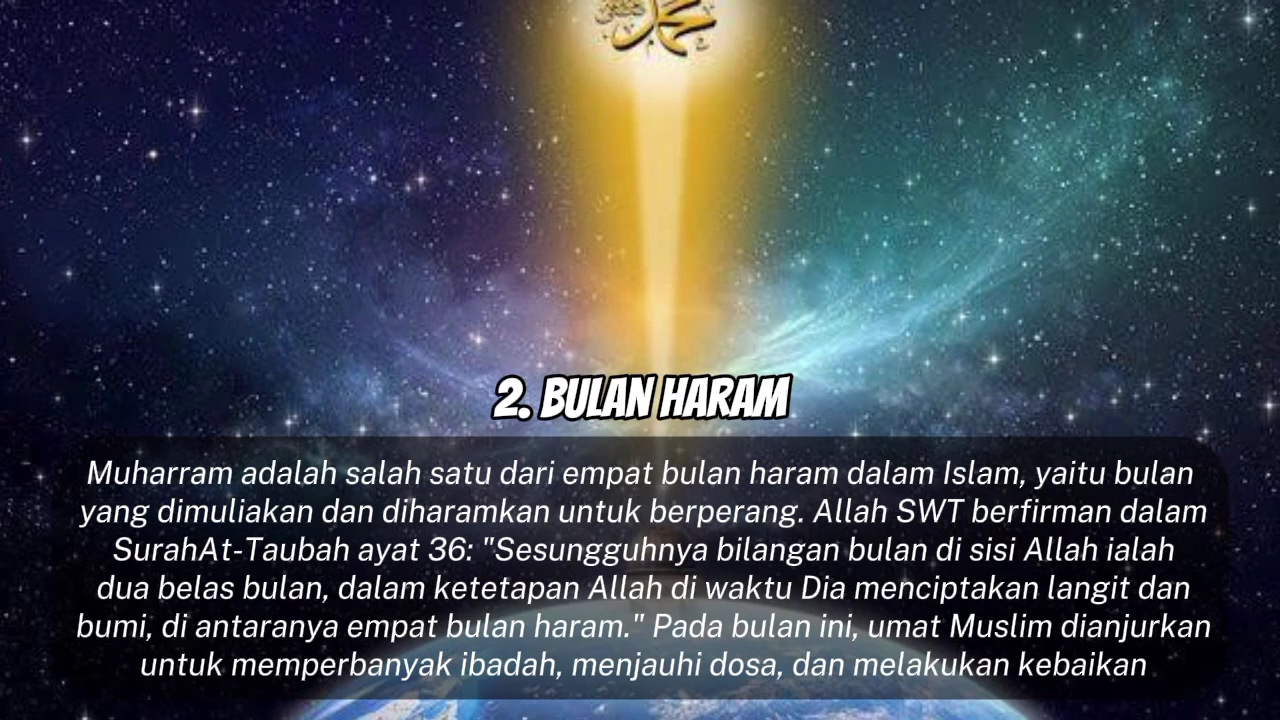 محمد
2. BULAN HARAM
Muharram adalah salah satu dari empat bulan haram dalam Islam, yaitu bulan
yang dimuliakan dan diharamkan untuk berperang. Allah SWT berfirman dalam
SurahAt-Taubah ayat 36: "Sesungguhnya bilangan bulan di sisi Allah ialah
dua belas bulan, dalam ketetapan Allah di waktu Dia menciptakan langit dan
bumi, di antaranya empat bulan haram." Pada bulan ini, umat Muslim dianjurkan
untuk memperbanyak ibadah, menjauhi dosa, dan melakukan kebaikan